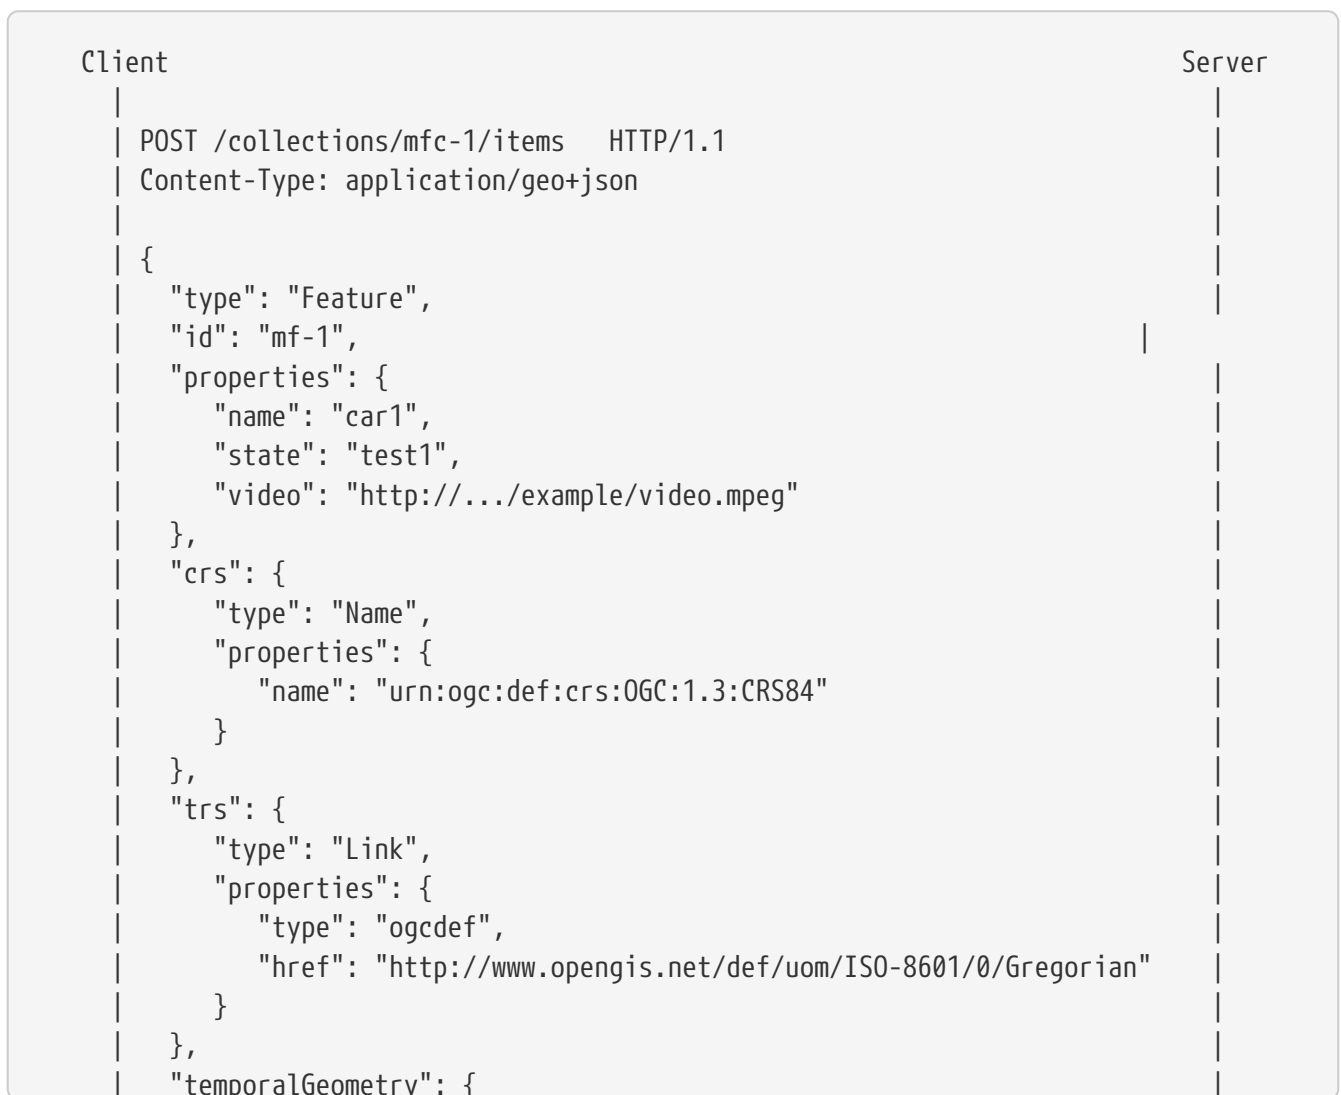 Client                                                                     Server
  |                                                                           |
  | POST /collections/mfc-1/items   HTTP/1.1                                  |
  | Content-Type: application/geo+json                                        |
  |                                                                           |
  | {                                                                         |
  |   "type": "Feature",                                                      |
  |   "id": "mf-1",                                                      |
  |   "properties": {                                                         |
  |      "name": "car1",                                                      |
  |      "state": "test1",                                                    |
  |      "video": "http://.../example/video.mpeg"                             |
  |   },                                                                      |
  |   "crs": {                                                                |
  |      "type": "Name",                                                      |
  |      "properties": {                                                      |
  |         "name": "urn:ogc:def:crs:OGC:1.3:CRS84"                           |
  |      }                                                                    |
  |   },                                                                      |
  |   "trs": {                                                                |
  |      "type": "Link",                                                      |
  |      "properties": {                                                      |
  |         "type": "ogcdef",                                                 |
  |         "href": "http://www.opengis.net/def/uom/ISO-8601/0/Gregorian"     |
  |      }                                                                    |
  |   },                                                                      |
  |   "temporalGeometry": {                                                   |